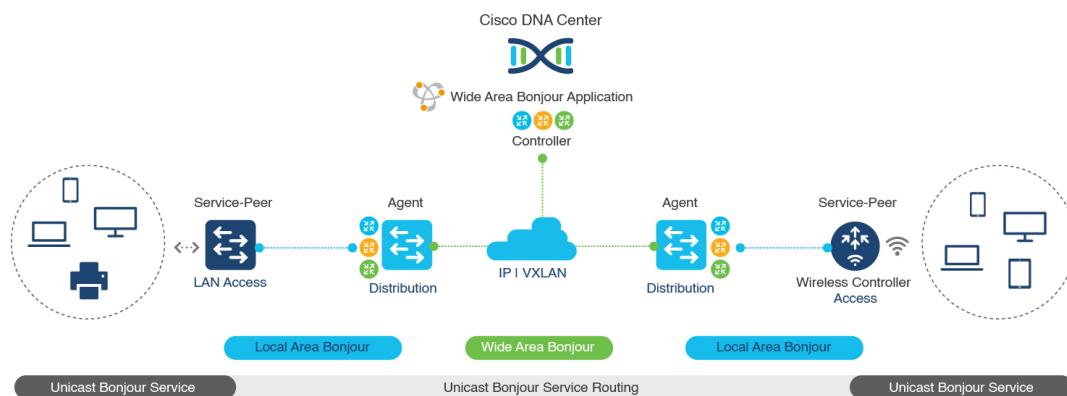 Cisco DNA Center
Wide Area Bonjour Application
Controller
Service-Peer
Agent
Agent
Service-Peer
IP | VXLAN
LAN Access
Distribution
Distribution
Wireless Controller
Access
Local Area Bonjour
Wide Area Bonjour
Local Area Bonjour
Unicast Bonjour Service
Unicast Bonjour Service Routing
Unicast Bonjour Service